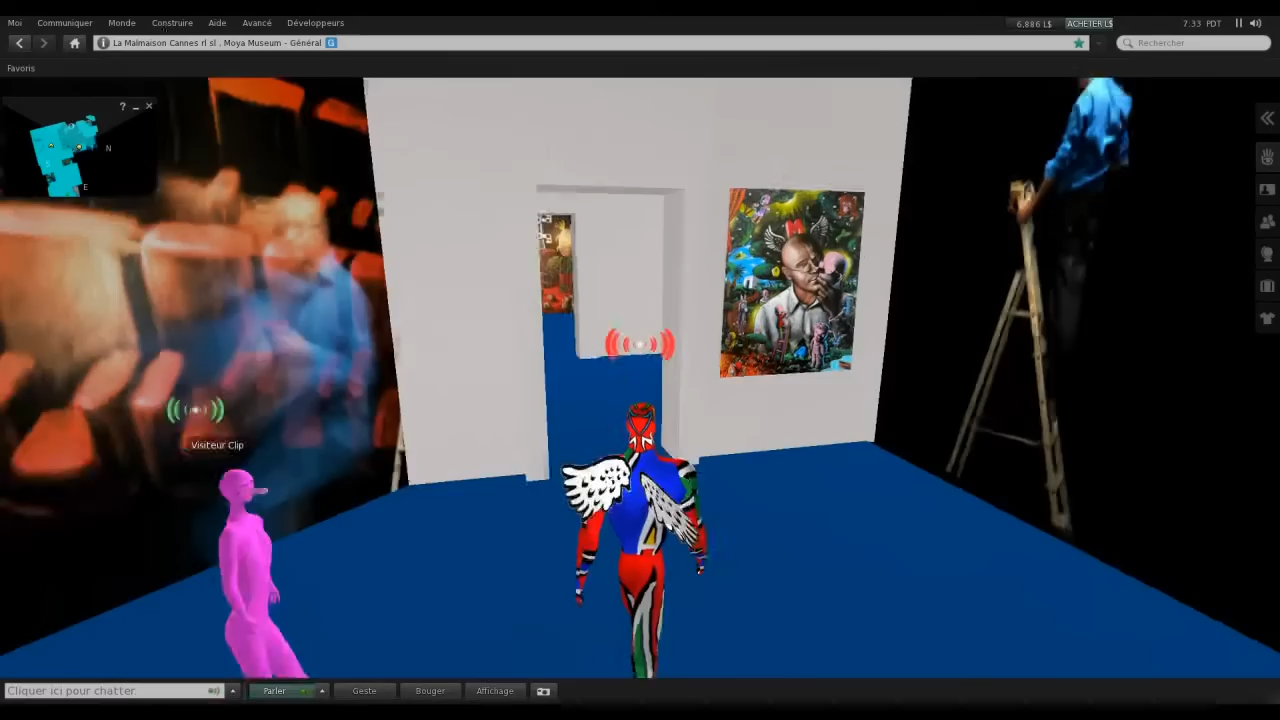 Moi Communiquer Monde Construire Aide Avancé Développeurs 6,886 L$ ACHETER L$ 7:33 PDT
La Malmaison Cannes rl sl , Moya Museum - Général G Rechercher
Favoris
?
N
E
Visiteur Clip
Cliquer ici pour chatter. Parler Geste Bouger Affichage